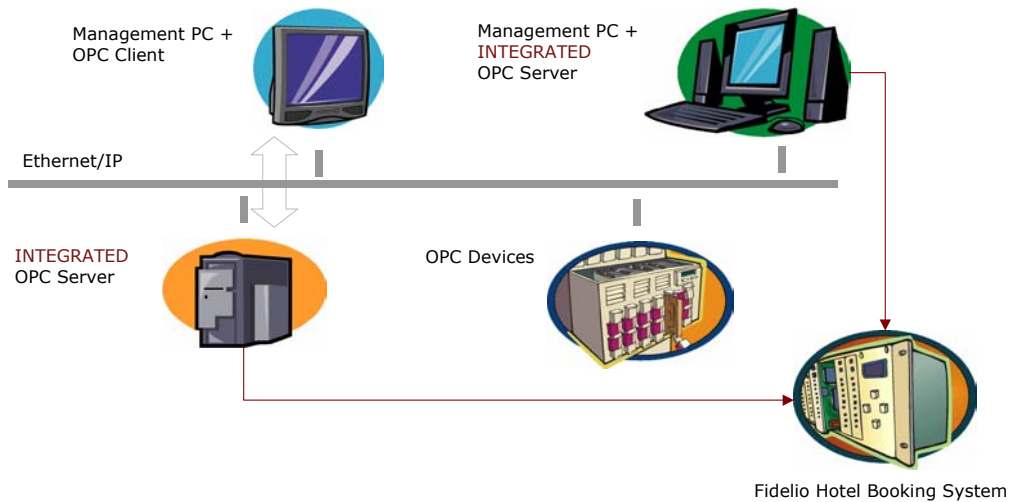 Management PC +
OPC Client
Management PC +
INTEGRATED
OPC Server
Ethernet/IP
INTEGRATED
OPC Server
OPC Devices
Fidelio Hotel Booking System